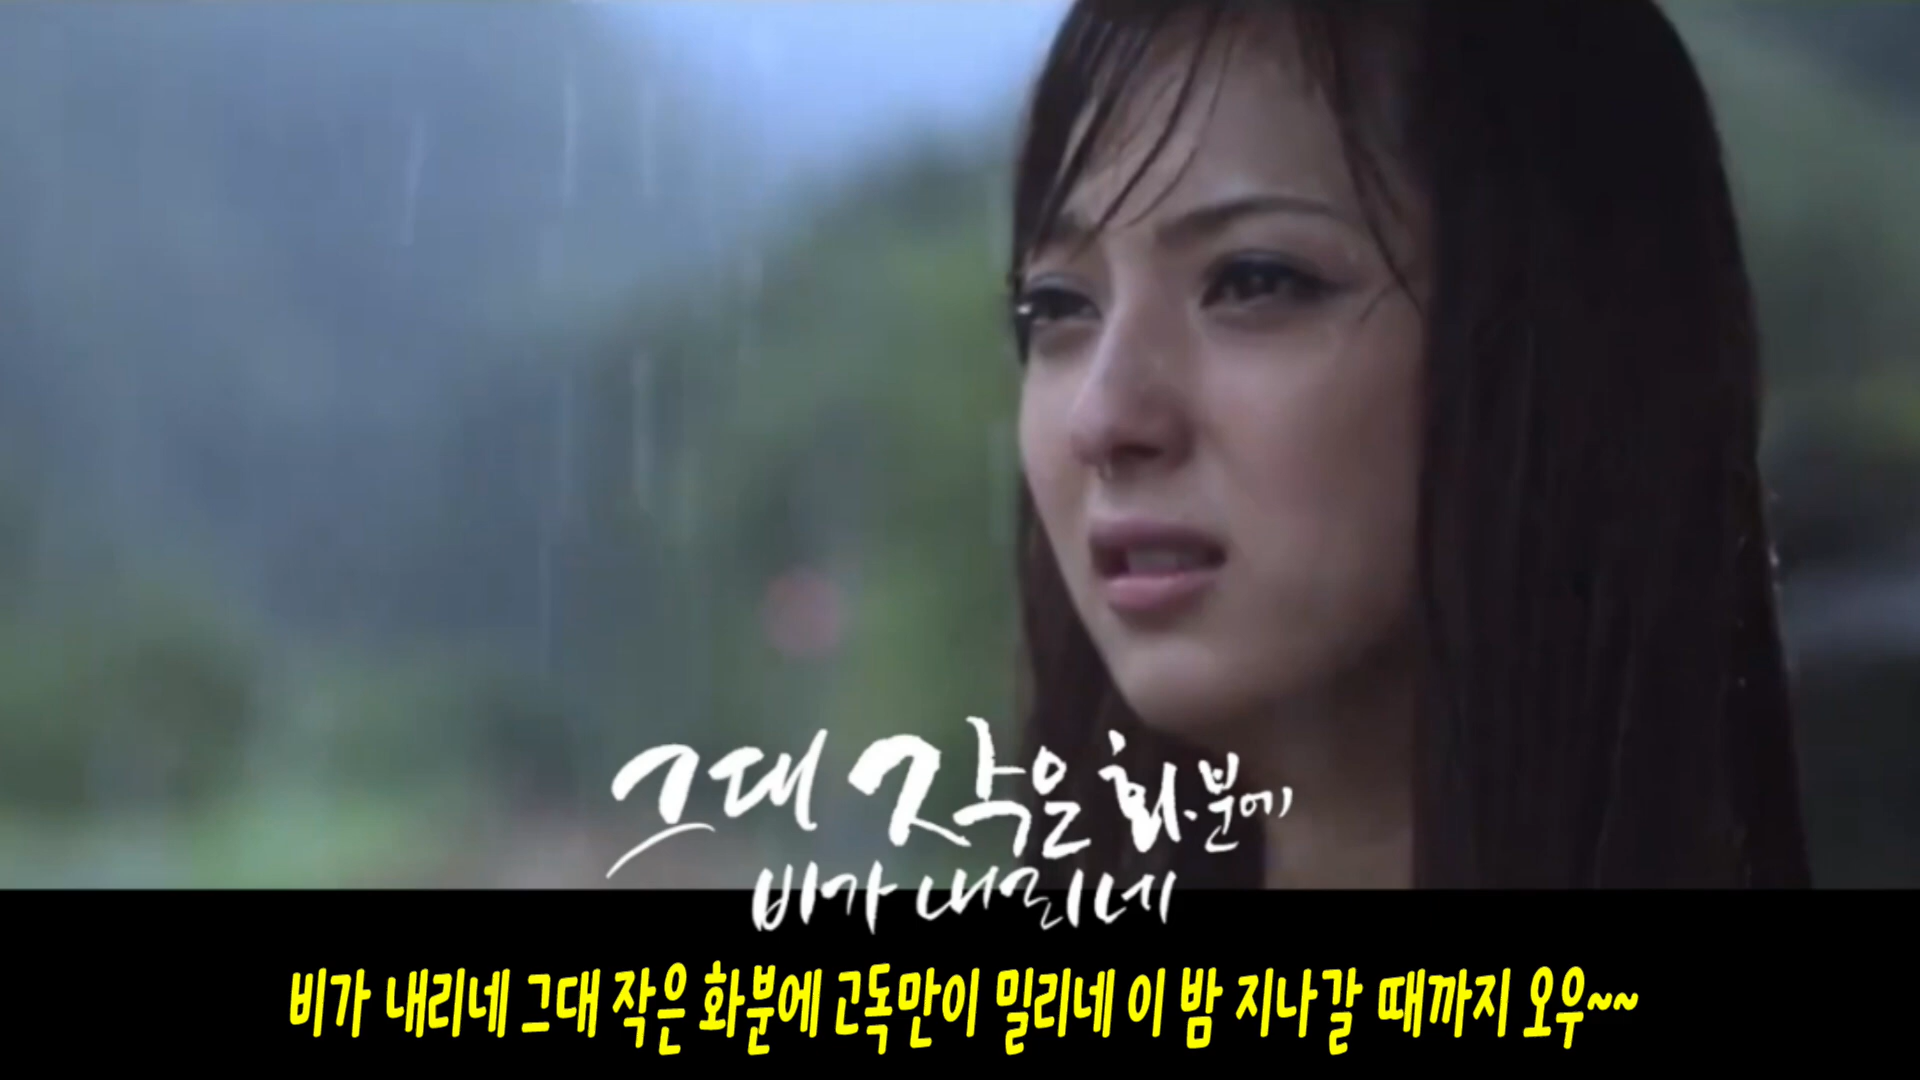 그대 작은 화분에
비가 내리네
비가 내리네 그대 작은 화분에 고독만이 밀리네 이 밤 지나갈 때까지 오우~~